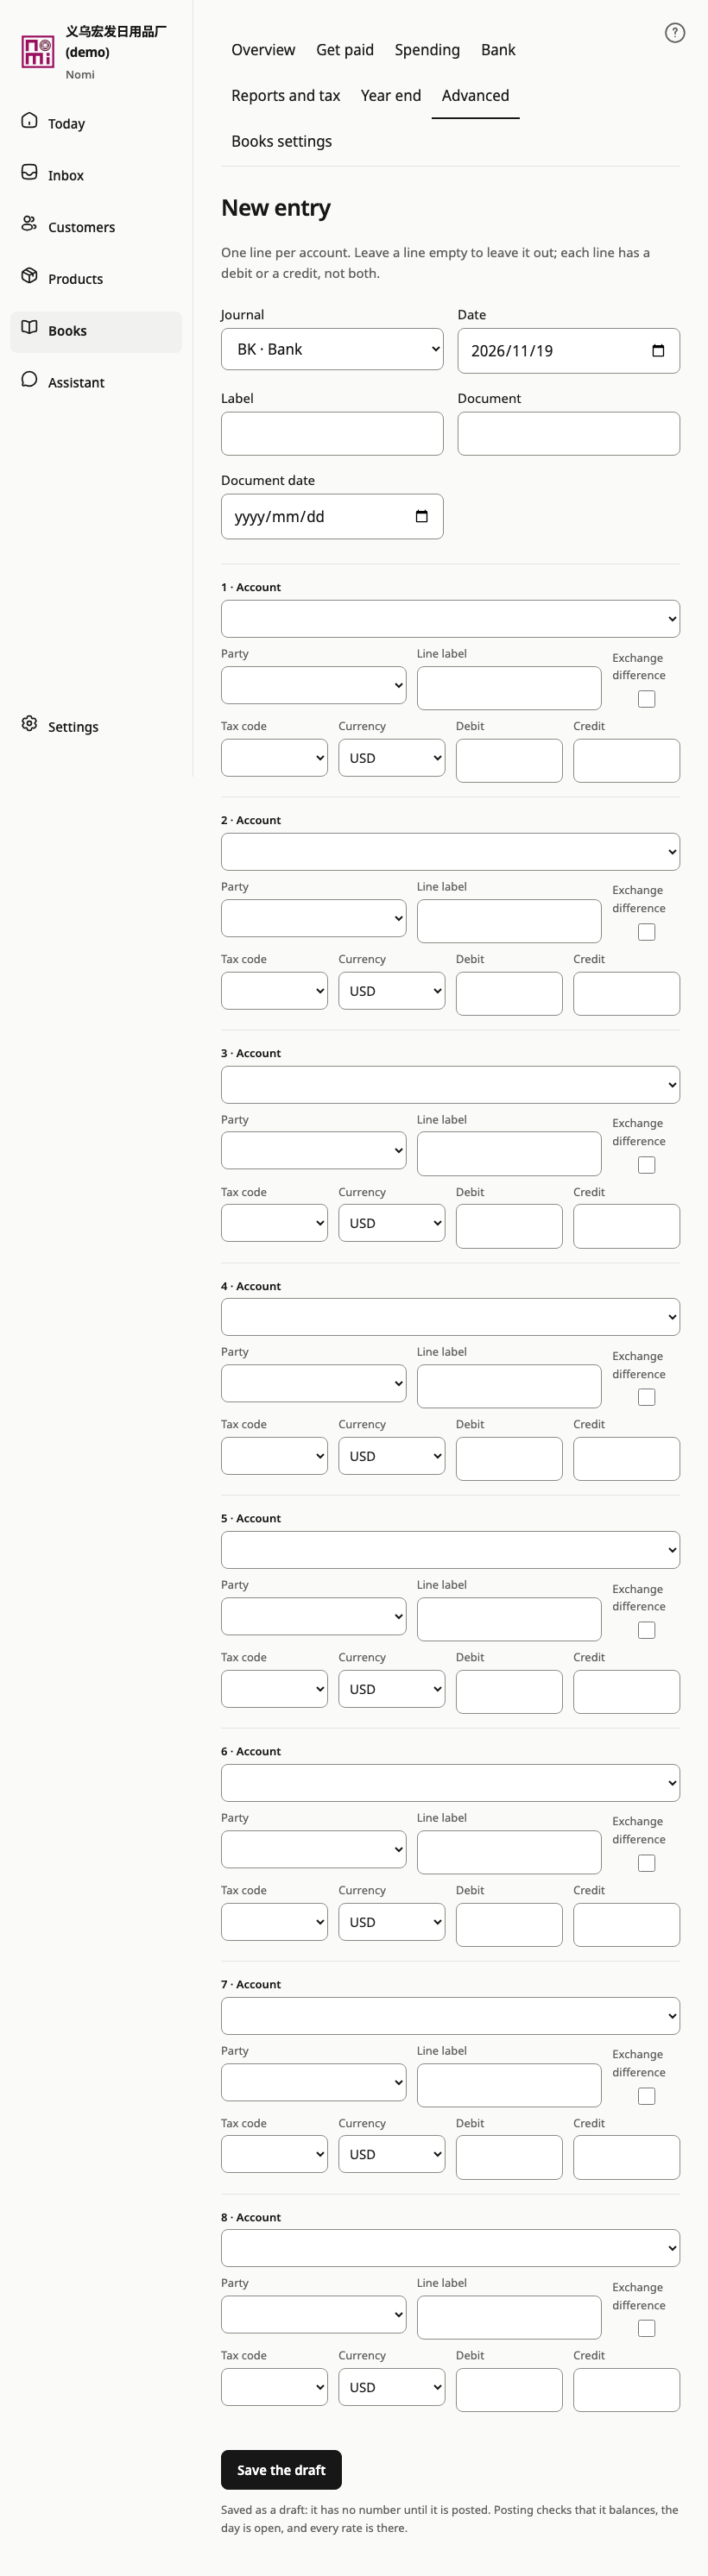 义乌宏发日用品厂
(demo)
Nomi
Today
Inbox
Customers
Products
Books
Assistant
Settings
Overview
Get paid
Spending
Bank
Reports and tax
Year end
Advanced
Books settings
New entry
One line per account. Leave a line empty to leave it out; each line has a
debit or a credit, not both.
Journal
Date
BK · Bank
2026/11/19
Label
Document
Document date
yyyy/mm/dd
1 · Account
Party
Line label
Exchange
difference
Tax code
Currency
Debit
Credit
USD
2 · Account
Party
Line label
Exchange
difference
Tax code
Currency
Debit
Credit
USD
3 · Account
Party
Line label
Exchange
difference
Tax code
Currency
Debit
Credit
USD
4 · Account
Party
Line label
Exchange
difference
Tax code
Currency
Debit
Credit
USD
5 · Account
Party
Line label
Exchange
difference
Tax code
Currency
Debit
Credit
USD
6 · Account
Party
Line label
Exchange
difference
Tax code
Currency
Debit
Credit
USD
7 · Account
Party
Line label
Exchange
difference
Tax code
Currency
Debit
Credit
USD
8 · Account
Party
Line label
Exchange
difference
Tax code
Currency
Debit
Credit
USD
Save the draft
Saved as a draft: it has no number until it is posted. Posting checks that it balances, the
day is open, and every rate is there.